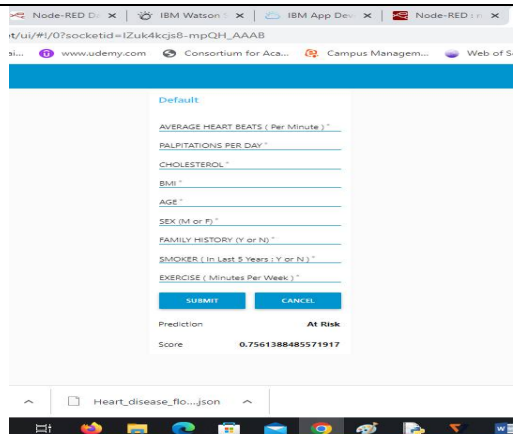 Node-RED D
IBM Watson
IBM App Dev
Node-RED :
t/ui/#!/0?socketid=IZuk4kcjs8-mpQH_AAAB
www.udemy.com
Consortium for Aca...
Campus Managem...
Web of S
Default
AVERAGE HEART BEATS ( Per Minute ) *
PALPITATIONS PER DAY *
CHOLESTEROL *
BMI *
AGE *
SEX (M or F) *
FAMILY HISTORY (Y or N) *
SMOKER ( In Last 5 Years : Y or N ) *
EXERCISE ( Minutes Per Week ) *
SUBMIT
CANCEL
Prediction At Risk
Score 0.7561388485571917
Heart_disease_flo....json